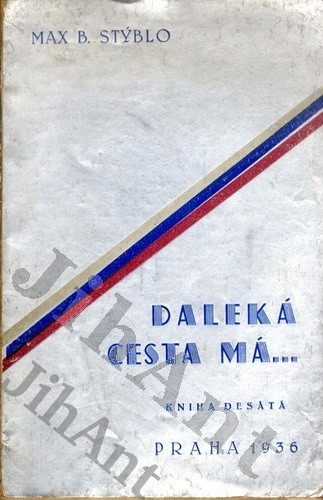 MAX B. STÝBLO
DALEKÁ
CESTA MÁ...
KNIHA DESÁTÁ
PRAHA 1936
JihAnt
JihAnt